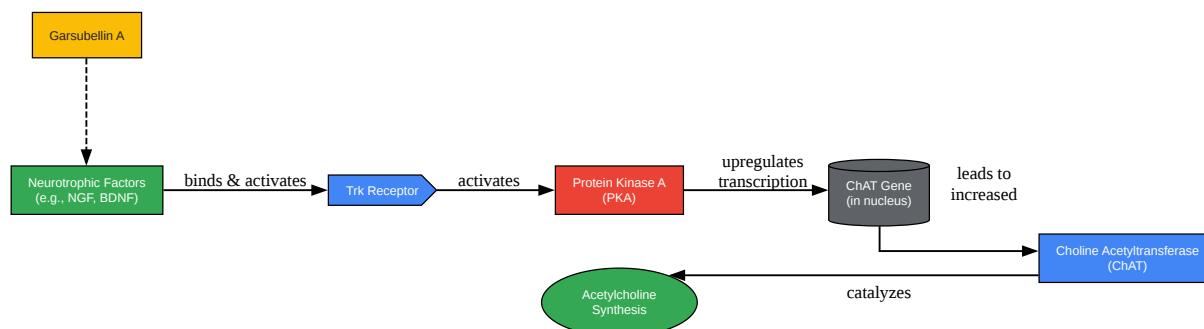 Garsubellin A
Neurotrophic Factors
(e.g., NGF, BDNF)
binds & activates
Trk Receptor
activates
Protein Kinase A
(PKA)
upregulates
transcription
ChAT Gene
(in nucleus)
leads to
increased
Choline Acetyltransferase
(ChAT)
catalyzes
Acetylcholine
Synthesis